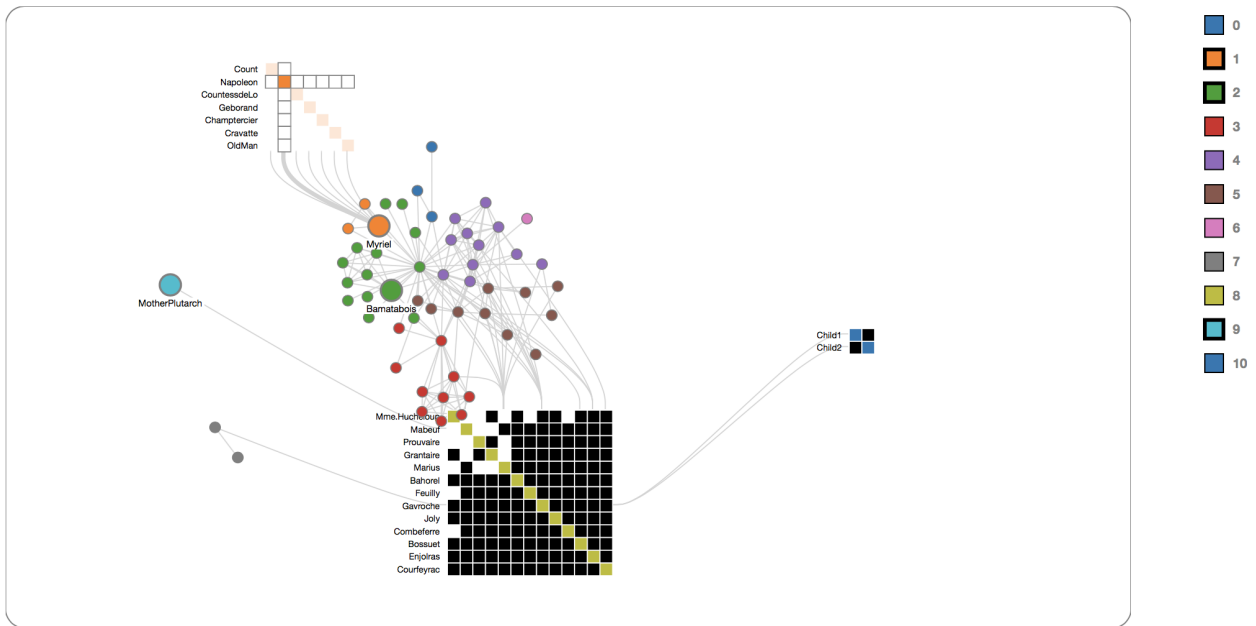 Count
Napoleon
CountessdeLo
Geborand
Champtercier
Cravatte
OldMan
Myriel
MotherPlutarch
Bamatabois
Child1
Child2
Mme.Hucheloup
Mabeuf
Prouvaire
Grantaire
Marius
Bahorel
Feuilly
Gavroche
Joly
Combeferre
Bossuet
Enjolras
Courfeyrac
0
1
2
3
4
5
6
7
8
9
10